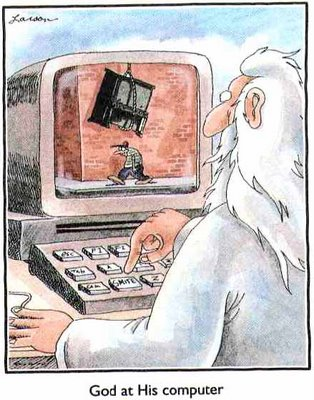 Larson
SMITE
God at His computer